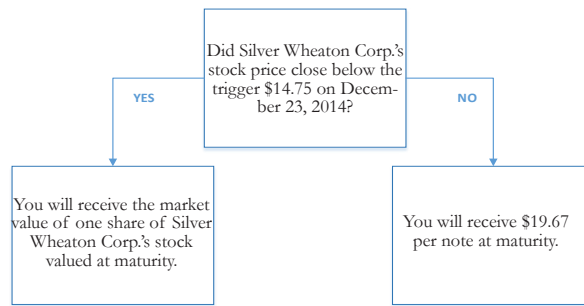 Did Silver Wheaton Corp.'s
stock price close below the
trigger $14.75 on Decem-
ber 23, 2014?
YES
NO
You will receive the market
value of one share of Silver
Wheaton Corp.'s stock
valued at maturity.
You will receive $19.67
per note at maturity.